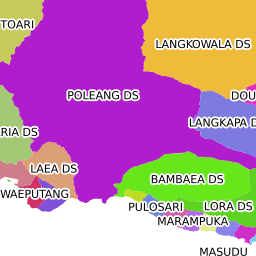 TOARI
LANGKOWALA DS
POLEANG DS
DOU
LANGKAPA D
RIA DS
LAEA DS
BAMBAEA DS
WAEPUTANG
PULOSARI
LORA DS
MARAMPUKA
MASUDU